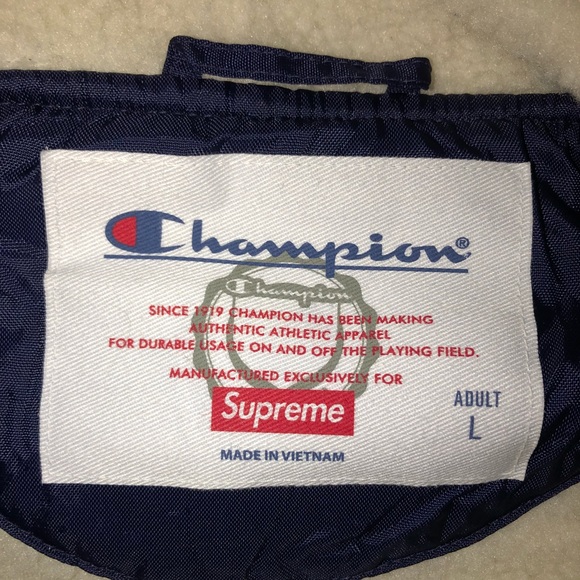 Champion®
Champion
SINCE 1919 CHAMPION HAS BEEN MAKING
AUTHENTIC ATHLETIC APPAREL
FOR DURABLE USAGE ON AND OFF THE PLAYING FIELD.
MANUFACTURED EXCLUSIVELY FOR
Supreme
ADULT
L
MADE IN VIETNAM